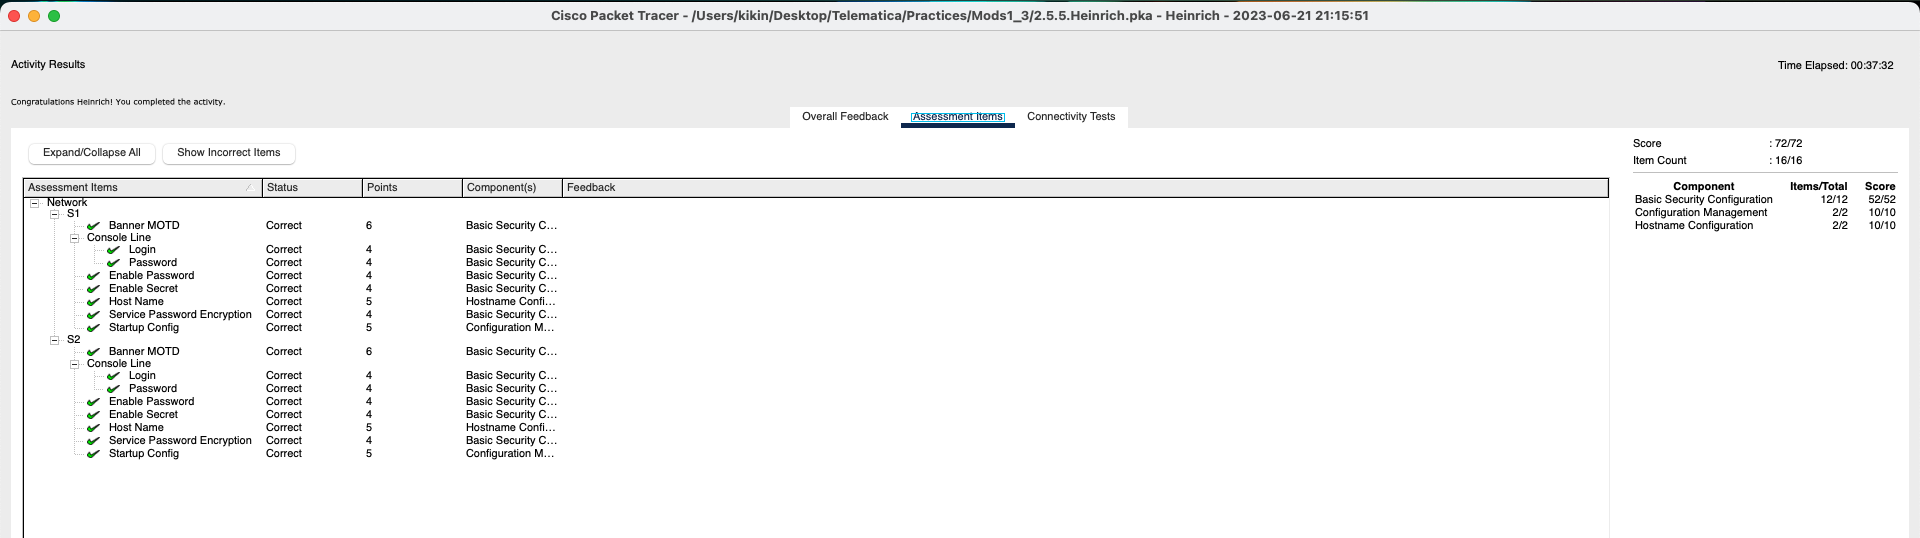 Cisco Packet Tracer - /Users/kikin/Desktop/Telematica/Practices/Mods1_3/2.5.5.Heinrich.pka - Heinrich - 2023-06-21 21:15:51
Activity Results
Time Elapsed: 00:37:32
Congratulations Heinrich! You completed the activity.
Overall Feedback Assessment Items Connectivity Tests
Expand/Collapse All Show Incorrect Items
Score : 72/72
Item Count : 16/16
Assessment Items Status Points Component(s) Feedback
Network
S1
Banner MOTD Correct 6 Basic Security C...
Console Line
Login Correct 4 Basic Security C...
Password Correct 4 Basic Security C...
Enable Password Correct 4 Basic Security C...
Enable Secret Correct 4 Basic Security C...
Host Name Correct 5 Hostname Confi...
Service Password Encryption Correct 4 Basic Security C...
Startup Config Correct 5 Configuration M...
S2
Banner MOTD Correct 6 Basic Security C...
Console Line
Login Correct 4 Basic Security C...
Password Correct 4 Basic Security C...
Enable Password Correct 4 Basic Security C...
Enable Secret Correct 4 Basic Security C...
Host Name Correct 5 Hostname Confi...
Service Password Encryption Correct 4 Basic Security C...
Startup Config Correct 5 Configuration M...
Component Items/Total Score
Basic Security Configuration 12/12 52/52
Configuration Management 2/2 10/10
Hostname Configuration 2/2 10/10